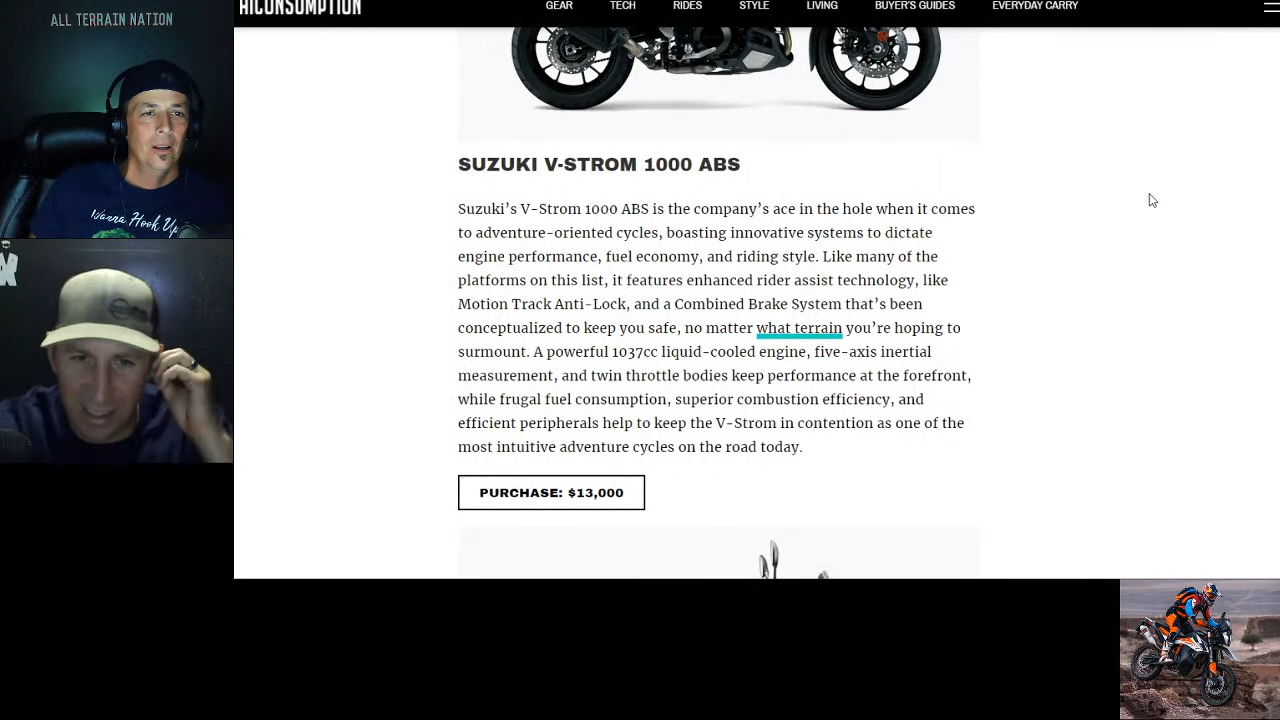 ALL TERRAIN NATION
Wanna Hook Up
HICONSUMPTION
GEAR TECH RIDES STYLE LIVING BUYER'S GUIDES EVERYDAY CARRY
SUZUKI V-STROM 1000 ABS
Suzuki’s V-Strom 1000 ABS is the company’s ace in the hole when it comes
to adventure-oriented cycles, boasting innovative systems to dictate
engine performance, fuel economy, and riding style. Like many of the
platforms on this list, it features enhanced rider assist technology, like
Motion Track Anti-Lock, and a Combined Brake System that’s been
conceptualized to keep you safe, no matter what terrain you’re hoping to
surmount. A powerful 1037cc liquid-cooled engine, five-axis inertial
measurement, and twin throttle bodies keep performance at the forefront,
while frugal fuel consumption, superior combustion efficiency, and
efficient peripherals help to keep the V-Strom in contention as one of the
most intuitive adventure cycles on the road today.
PURCHASE: $13,000